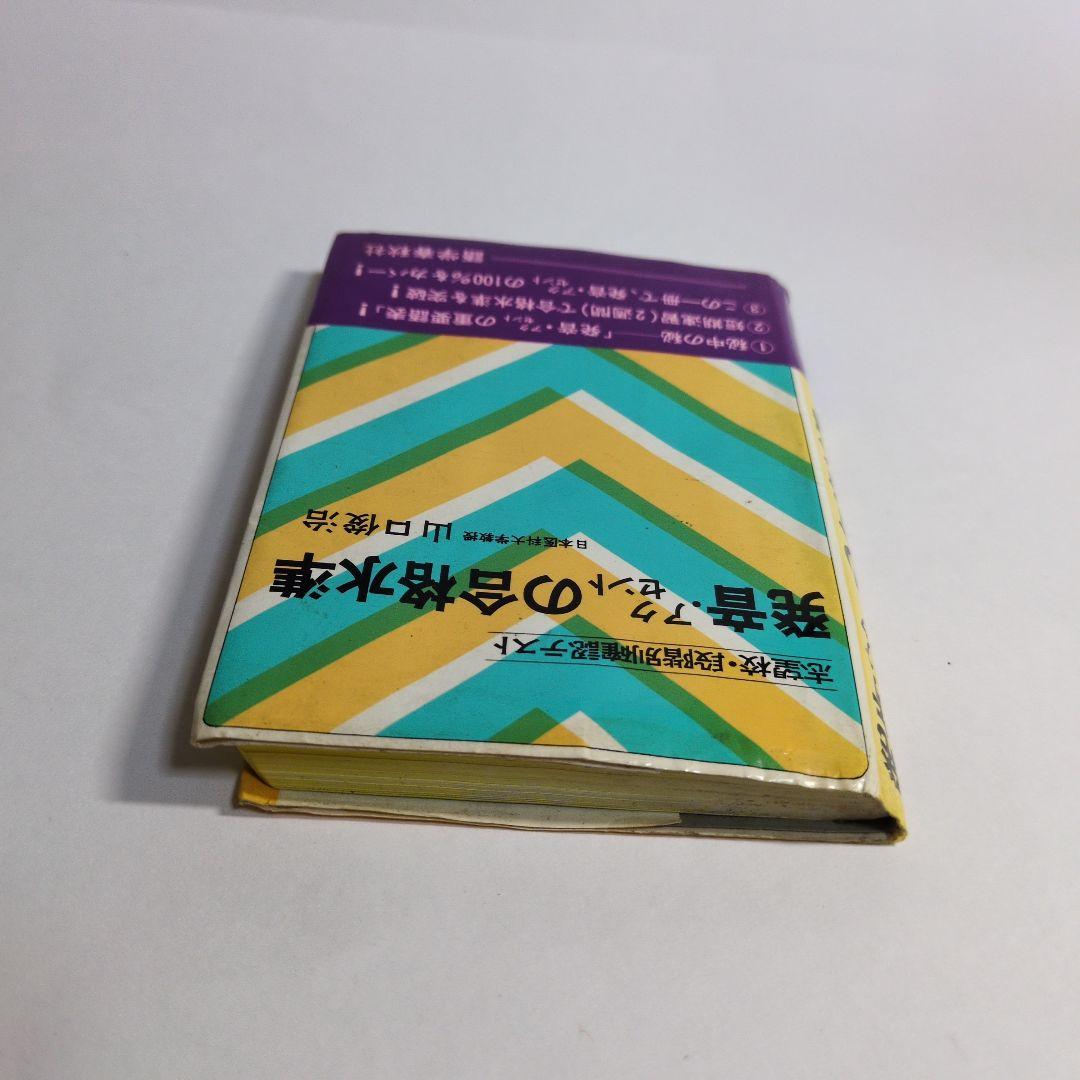 志望校・段階別確認テスト
発音・アクセントの合格水準
日本医科大学教授 山口俊治
①秘中の秘――「発音・アクセントの重要語表」！
②短期速習（2週間）で合格水準を突破！
③この一冊で、発音・アクセントの100%をカバー！
語学春秋社